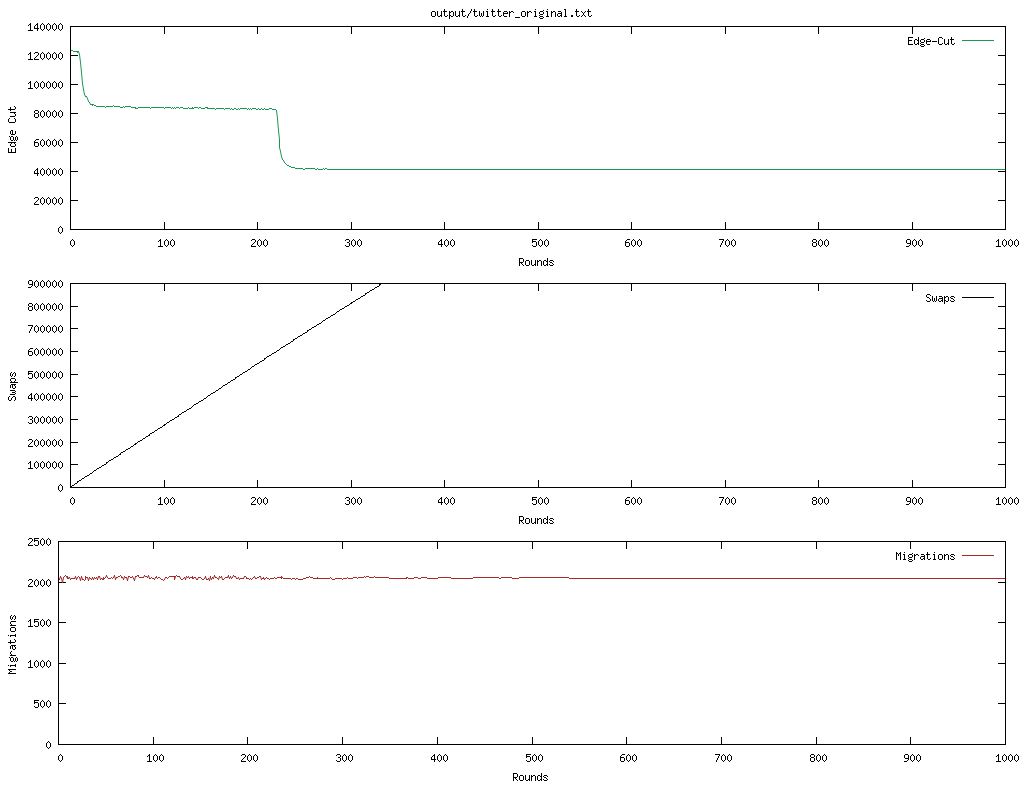 output/twitter_original.txt
140000
120000
100000
80000
60000
40000
20000
0
Edge Cut
Edge-Cut
0 100 200 300 400 500 600 700 800 900 1000
Rounds
900000
800000
700000
600000
500000
400000
300000
200000
100000
0
Swaps
Swaps
0 100 200 300 400 500 600 700 800 900 1000
Rounds
2500
2000
1500
1000
500
0
Migrations
Migrations
0 100 200 300 400 500 600 700 800 900 1000
Rounds